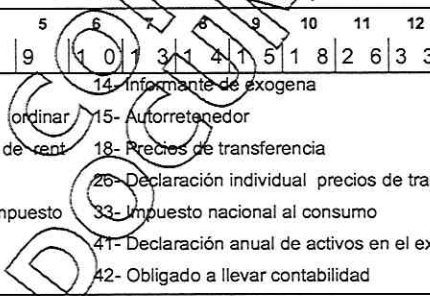 5 6 7 8 9 10 11 12
9 1 0 1 3 1 4 1 5 1 8 2 6 3 3
14- Informante de exogena
ordinar 15- Autorretenedor
de rent 18- Precios de transferencia
26- Declaración individual precios de tra
mpuesto 33- Impuesto nacional al consumo
41- Declaración anual de activos en el ex
42- Obligado a llevar contabilidad